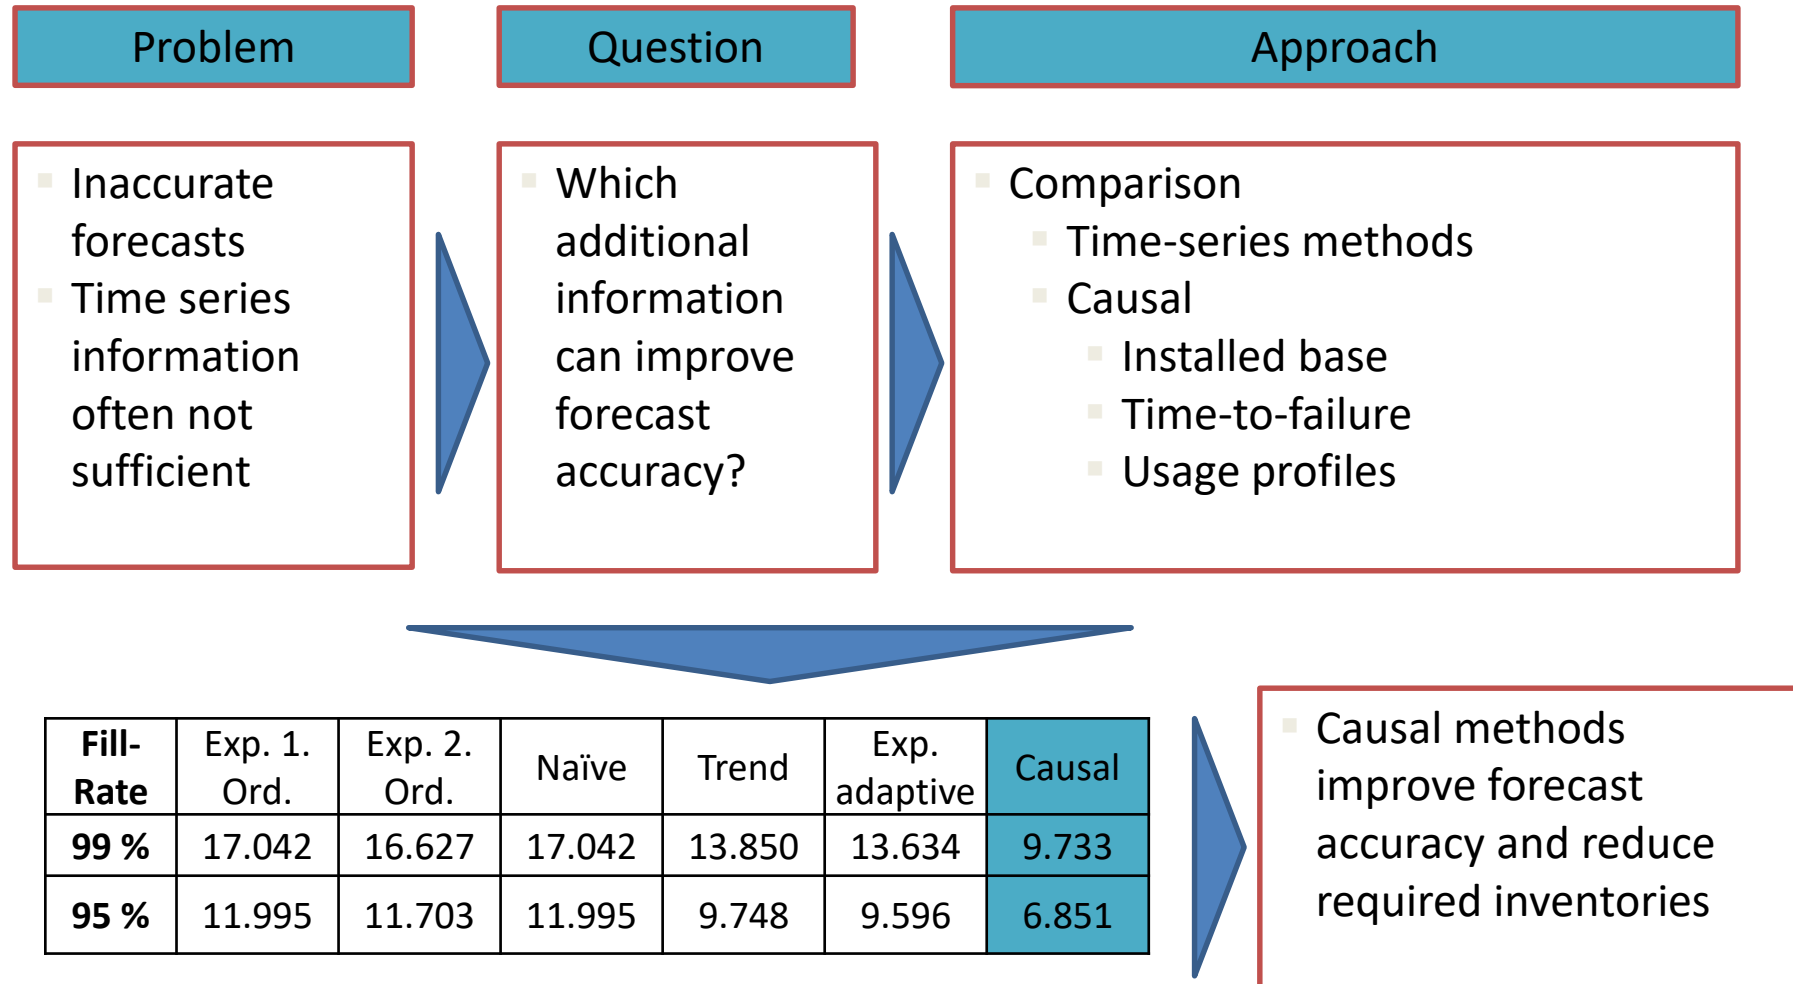 Problem
Question
Approach
Inaccurate
forecasts
Time series
information
often not
sufficient
Which
additional
information
can improve
forecast
accuracy?
Comparison
Time-series methods
Causal
Installed base
Time-to-failure
Usage profiles
Fill-
Rate
Exp. 1.
Ord.
Exp. 2.
Ord.
Naïve
Trend
Exp.
adaptive
Causal
99 % 17.042 16.627 17.042 13.850 13.634 9.733
95 % 11.995 11.703 11.995 9.748 9.596 6.851
Causal methods
improve forecast
accuracy and reduce
required inventories